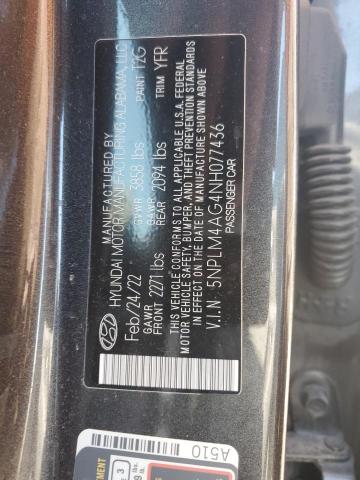 MANUFACTURED BY
HYUNDAI MOTOR MANUFACTURING ALABAMA, LLC
Feb/24/22 GVWR 3858 lbs PAINT T2G
GAWR FRONT 2271 lbs GAWR REAR 2094 lbs TRIM YFR
THIS VEHICLE CONFORMS TO ALL APPLICABLE U.S.A. FEDERAL
MOTOR VEHICLE SAFETY, BUMPER, AND THEFT PREVENTION STANDARDS
IN EFFECT ON THE DATE OF MANUFACTURE SHOWN ABOVE.
V.I.N : 5NPLM4AG4NH077436
PASSENGER CAR
A510
3